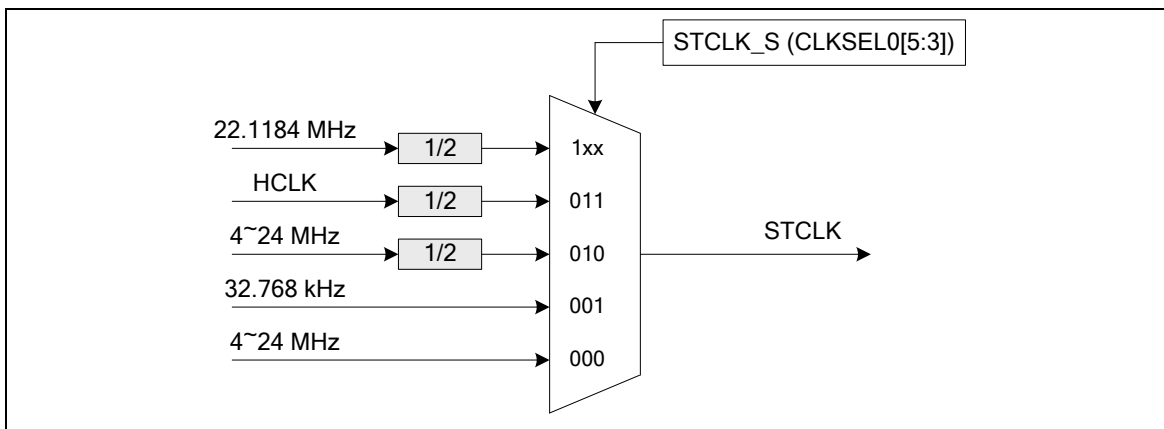 STCLK_S (CLKSEL0[5:3])
22.1184 MHz
1/2
1xx
HCLK
1/2
011
4~24 MHz
1/2
010
STCLK
32.768 kHz
001
4~24 MHz
000